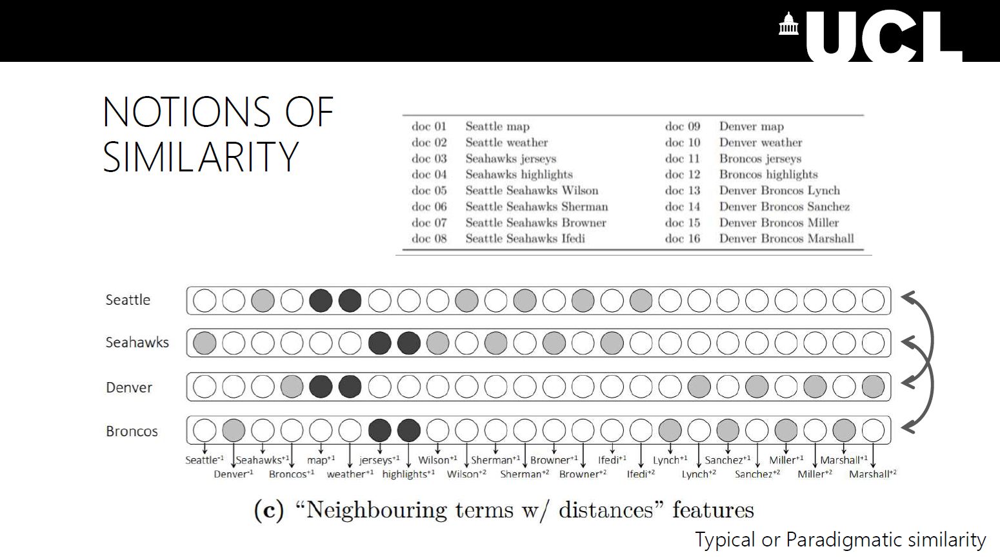 UCL
NOTIONS OF
SIMILARITY
doc 01 Seattle map doc 09 Denver map
doc 02 Seattle weather doc 10 Denver weather
doc 03 Seahawks jerseys doc 11 Broncos jerseys
doc 04 Seahawks highlights doc 12 Broncos highlights
doc 05 Seattle Seahawks Wilson doc 13 Denver Broncos Lynch
doc 06 Seattle Seahawks Sherman doc 14 Denver Broncos Sanchez
doc 07 Seattle Seahawks Browner doc 15 Denver Broncos Miller
doc 08 Seattle Seahawks Ifedi doc 16 Denver Broncos Marshall
Seattle
Seahawks
Denver
Broncos
Seattle⁻¹ Seahawks⁺¹ map⁺¹ jerseys⁺¹ Wilson⁺¹ Sherman⁺¹ Browner⁺¹ Ifedi⁺¹ Lynch⁺¹ Sanchez⁺¹ Miller⁺¹ Marshall⁺¹
Denver⁻¹ Broncos⁺¹ weather⁺¹ highlights⁺¹ Wilson⁺² Sherman⁺² Browner⁺² Ifedi⁺² Lynch⁺² Sanchez⁺² Miller⁺² Marshall⁺²
(c) “Neighbouring terms w/ distances” features
Typical or Paradigmatic similarity